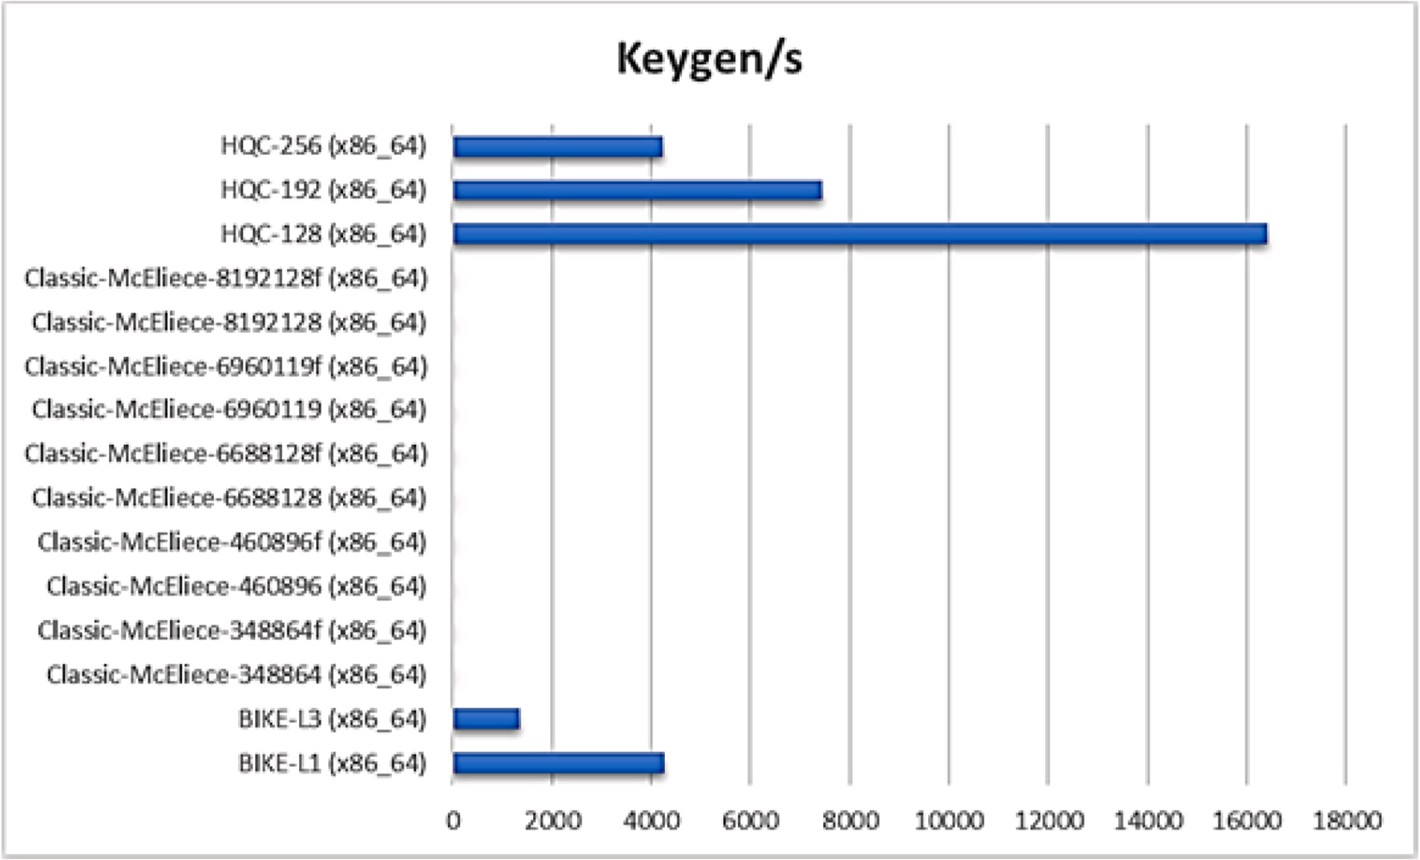 Keygen/s
HQC-256 (x86_64)
HQC-192 (x86_64)
HQC-128 (x86_64)
Classic-McEliece-8192128f (x86_64)
Classic-McEliece-8192128 (x86_64)
Classic-McEliece-6960119f (x86_64)
Classic-McEliece-6960119 (x86_64)
Classic-McEliece-6688128f (x86_64)
Classic-McEliece-6688128 (x86_64)
Classic-McEliece-460896f (x86_64)
Classic-McEliece-460896 (x86_64)
Classic-McEliece-348864f (x86_64)
Classic-McEliece-348864 (x86_64)
BIKE-L3 (x86_64)
BIKE-L1 (x86_64)
0 2000 4000 6000 8000 10000 12000 14000 16000 18000